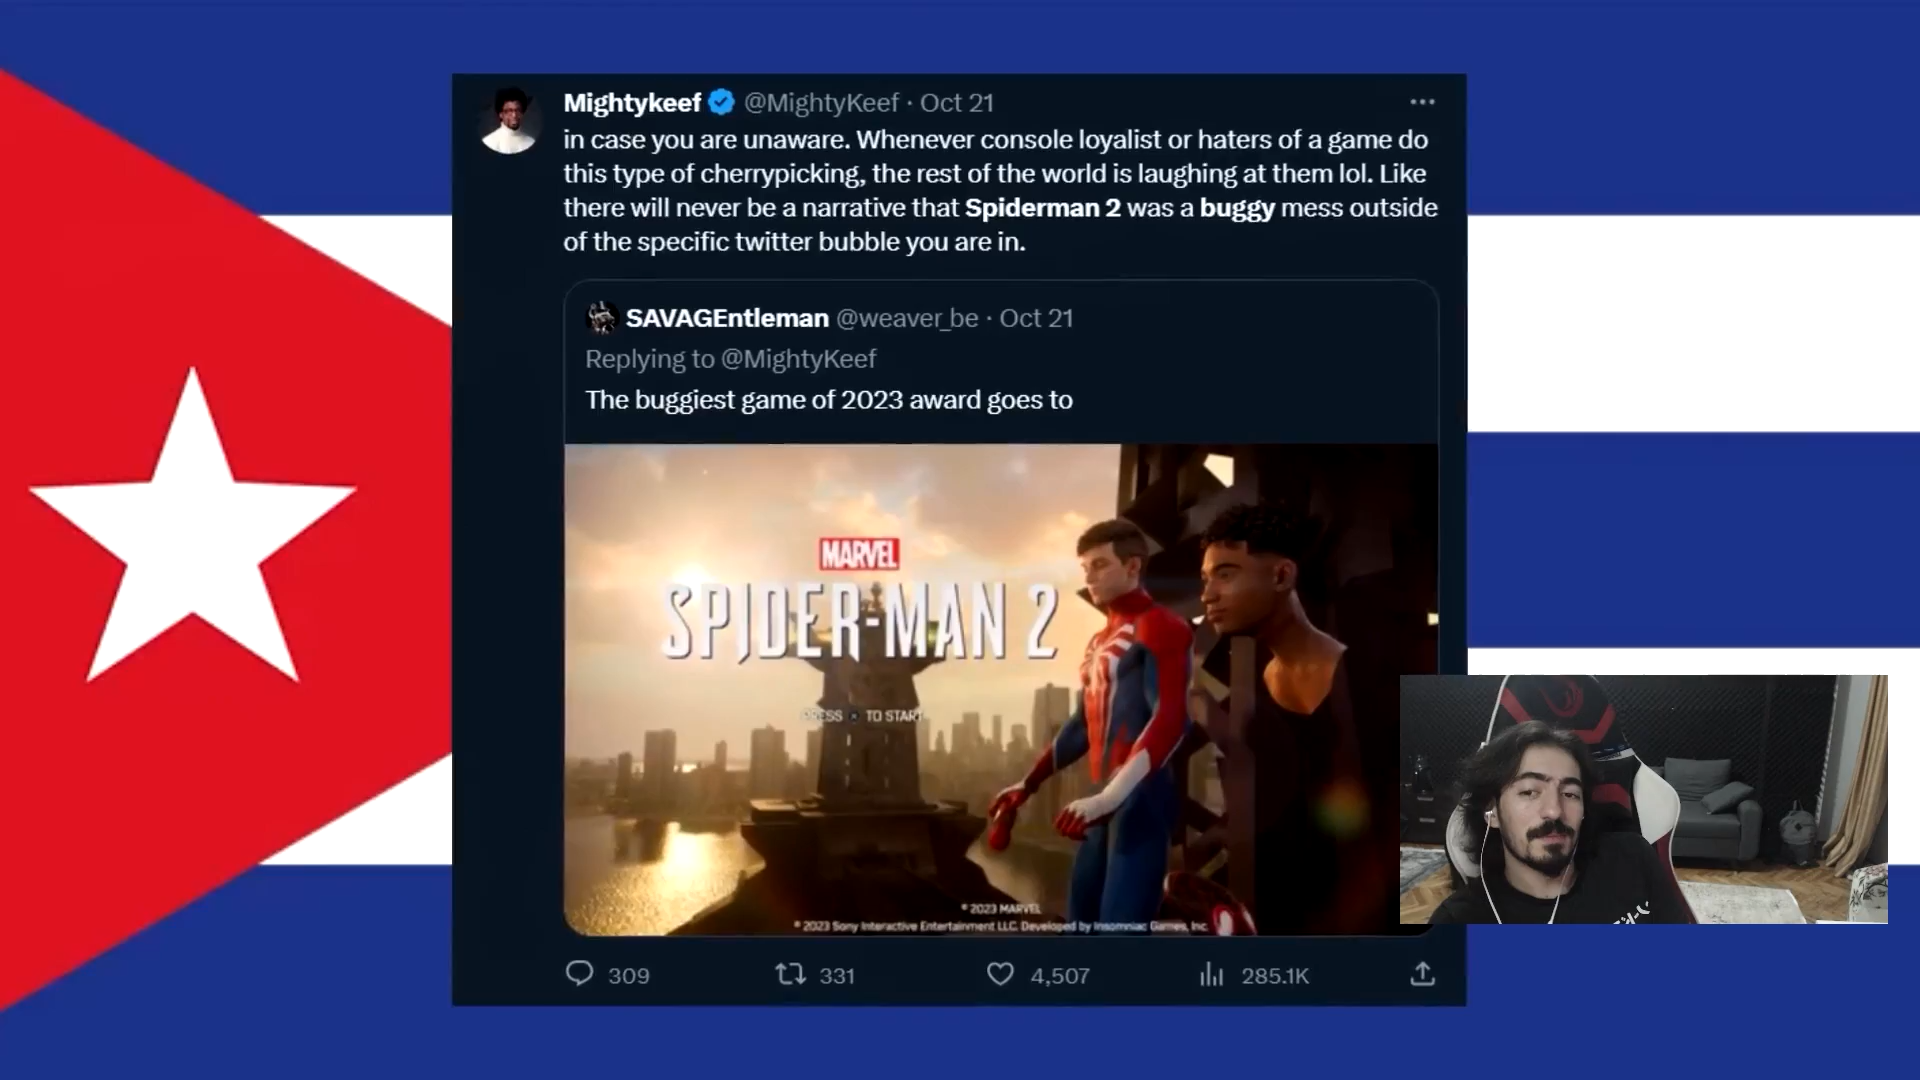 Mightykeef @MightyKeef · Oct 21
in case you are unaware. Whenever console loyalist or haters of a game do
this type of cherrypicking, the rest of the world is laughing at them lol. Like
there will never be a narrative that Spiderman 2 was a buggy mess outside
of the specific twitter bubble you are in.
SAVAGEntleman @weaver_be · Oct 21
Replying to @MightyKeef
The buggiest game of 2023 award goes to
MARVEL
SPIDER-MAN 2
PRESS × TO START
© 2023 MARVEL
© 2023 Sony Interactive Entertainment LLC. Developed by Insomniac Games, Inc.
309 331 4,507 285.1K